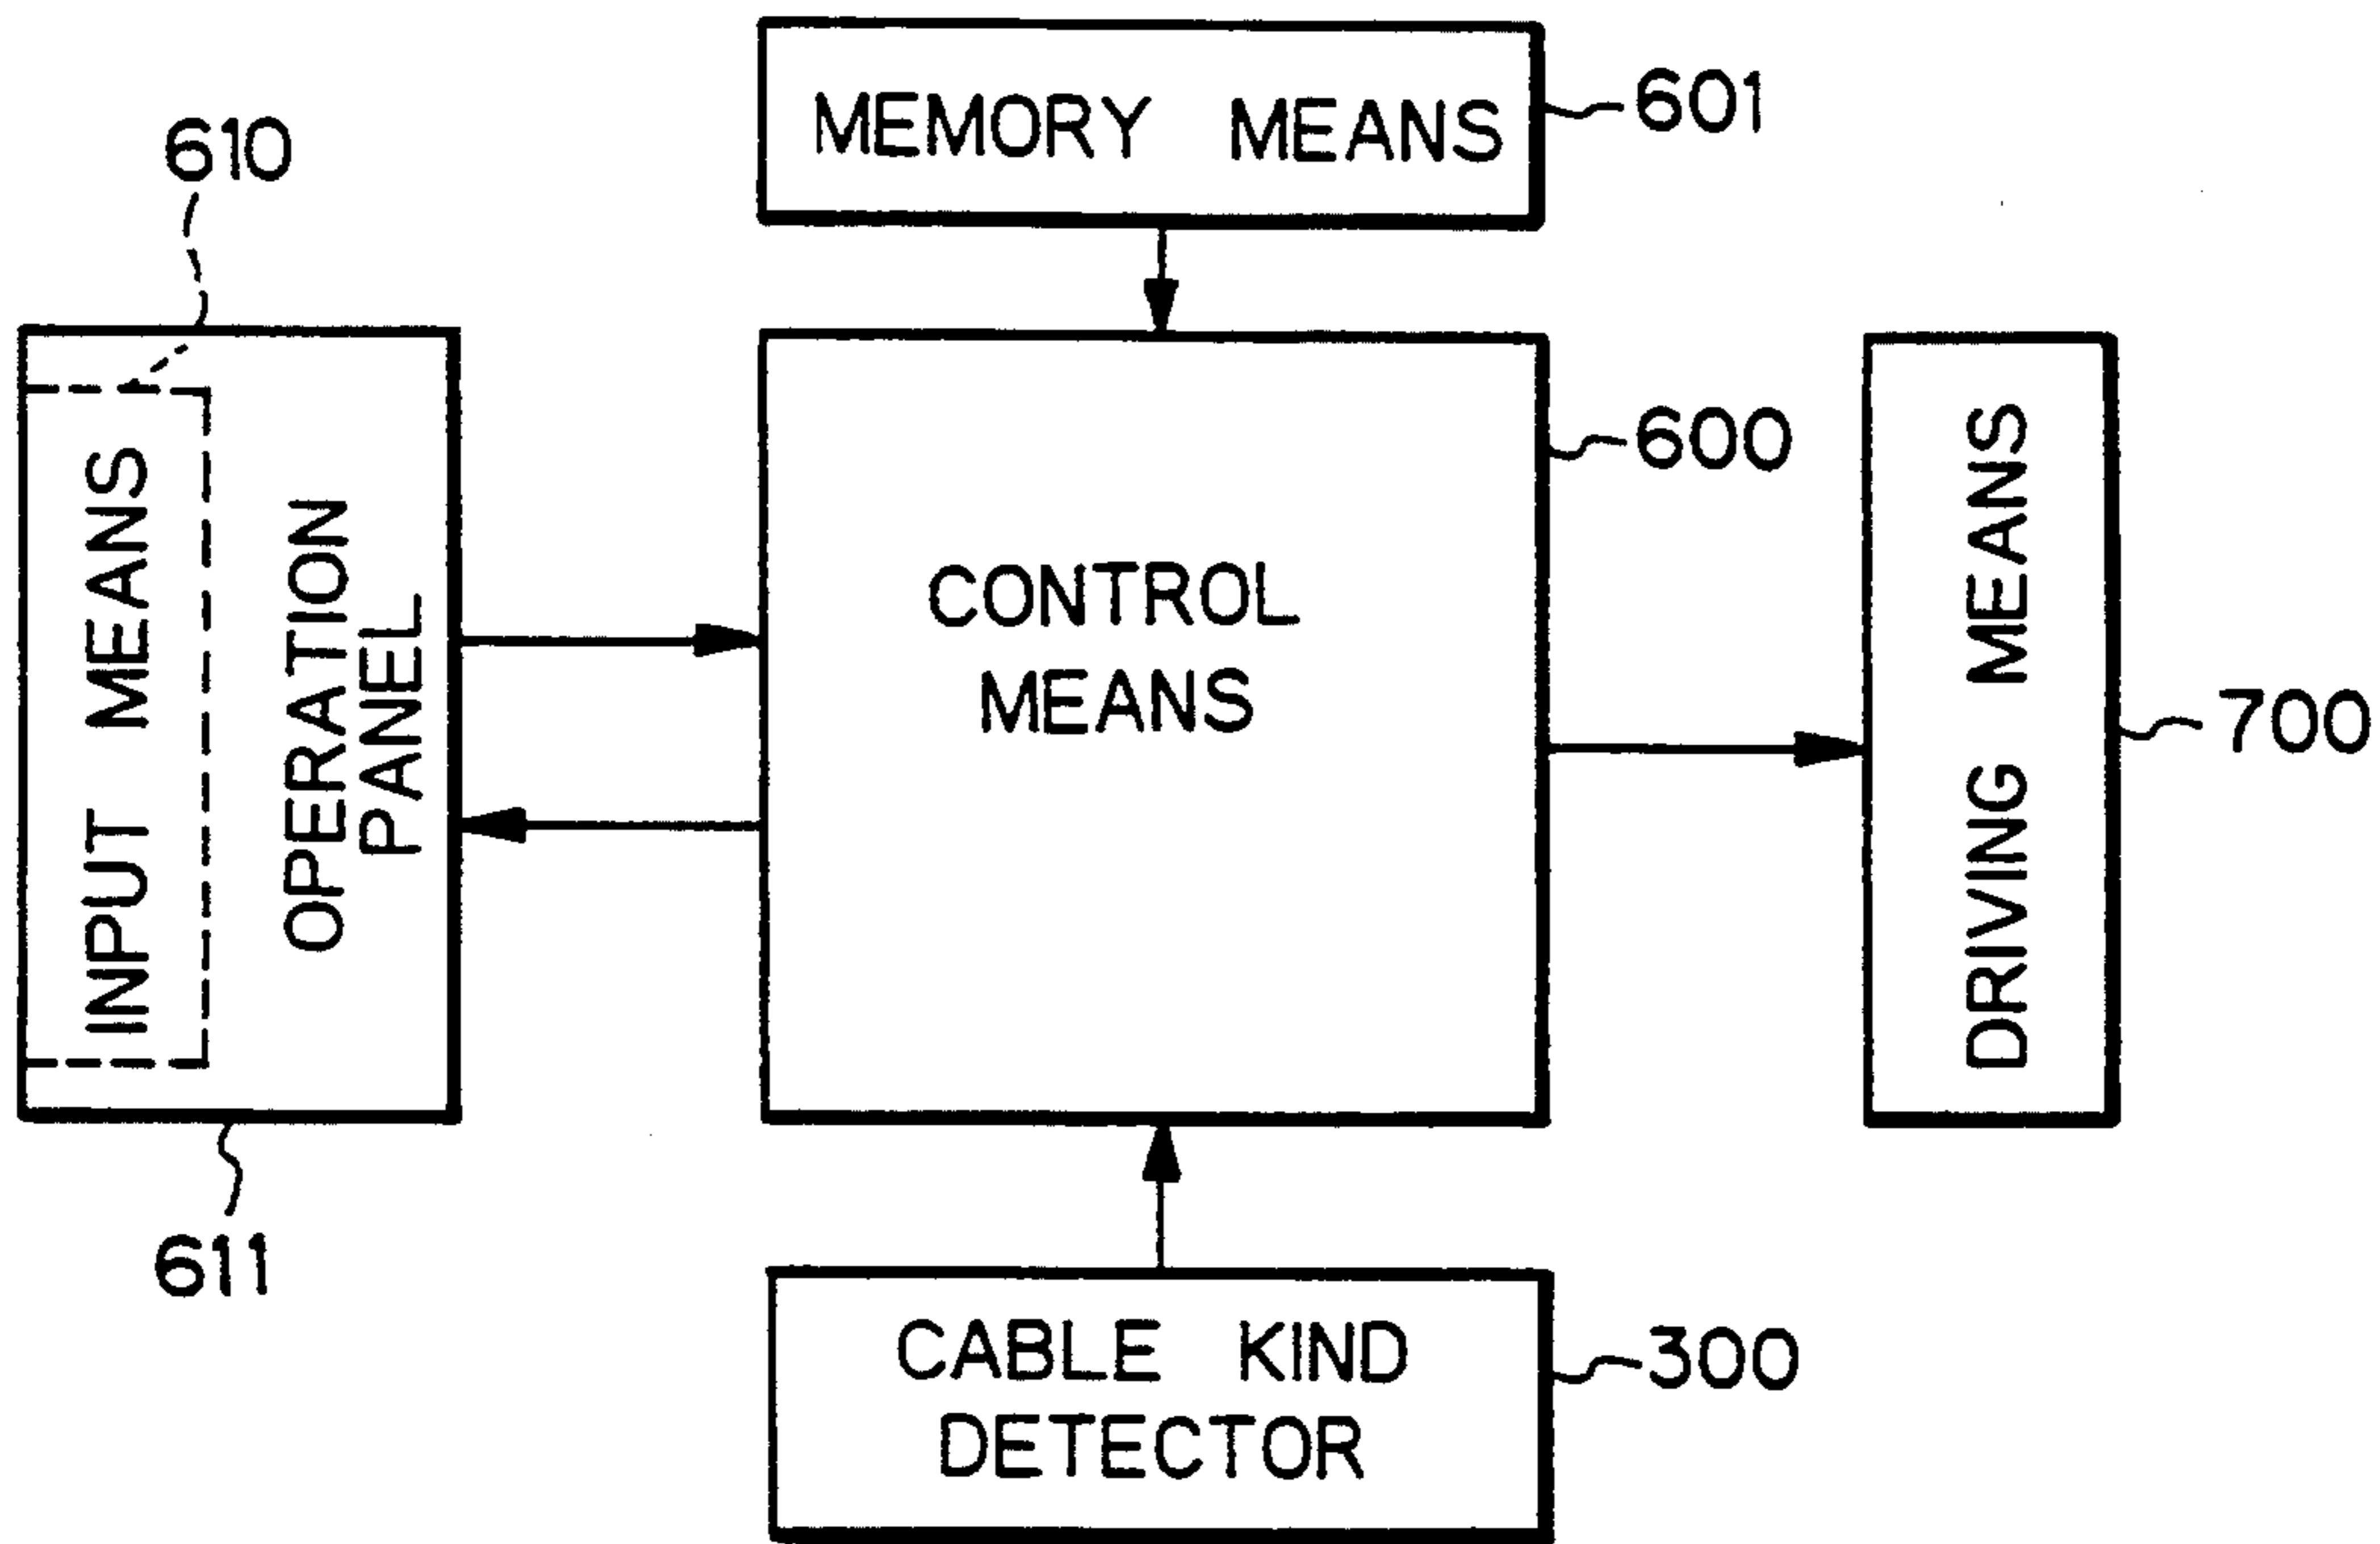 MEMORY MEANS
601
610
INPUT MEANS
OPERATION
PANEL
611
CONTROL
MEANS
600
DRIVING MEANS
700
CABLE KIND
DETECTOR
300